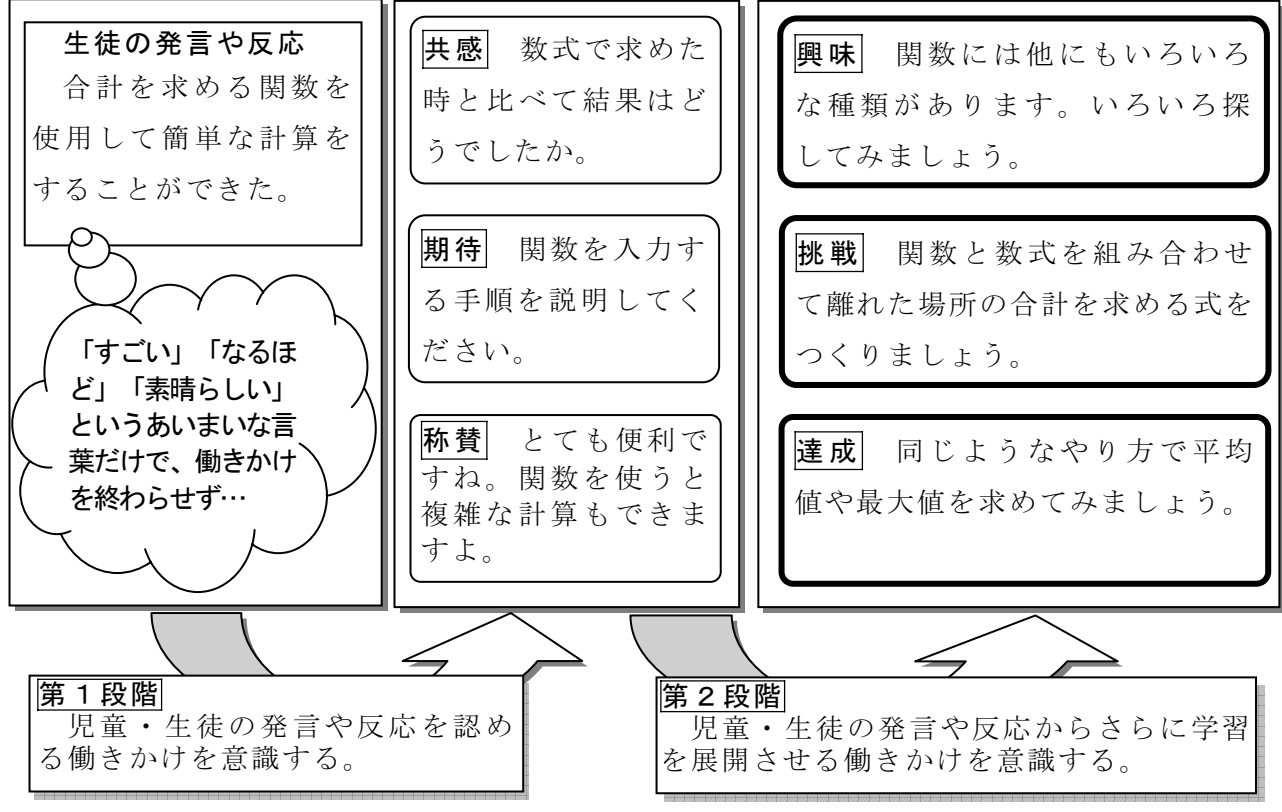 生徒の発言や反応
合計を求める関数を
使用して簡単な計算を
することができた。
「すごい」「なるほ
ど」「素晴らしい」
というあいまいな言
葉だけで、働きかけ
を終わらせず…
共感 数式で求めた
時と比べて結果はど
うでしたか。
期待 関数を入力す
る手順を説明してく
ださい。
称賛 とても便利で
すね。関数を使うと
複雑な計算もできま
すよ。
興味 関数には他にもいろいろ
な種類があります。いろいろ探
してみましょう。
挑戦 関数と数式を組み合わせ
て離れた場所の合計を求める式を
つくりましょう。
達成 同じようなやり方で平均
値や最大値を求めてみましょう。
第1段階
児童・生徒の発言や反応を認め
る働きかけを意識する。
第2段階
児童・生徒の発言や反応からさらに学習
を展開させる働きかけを意識する。